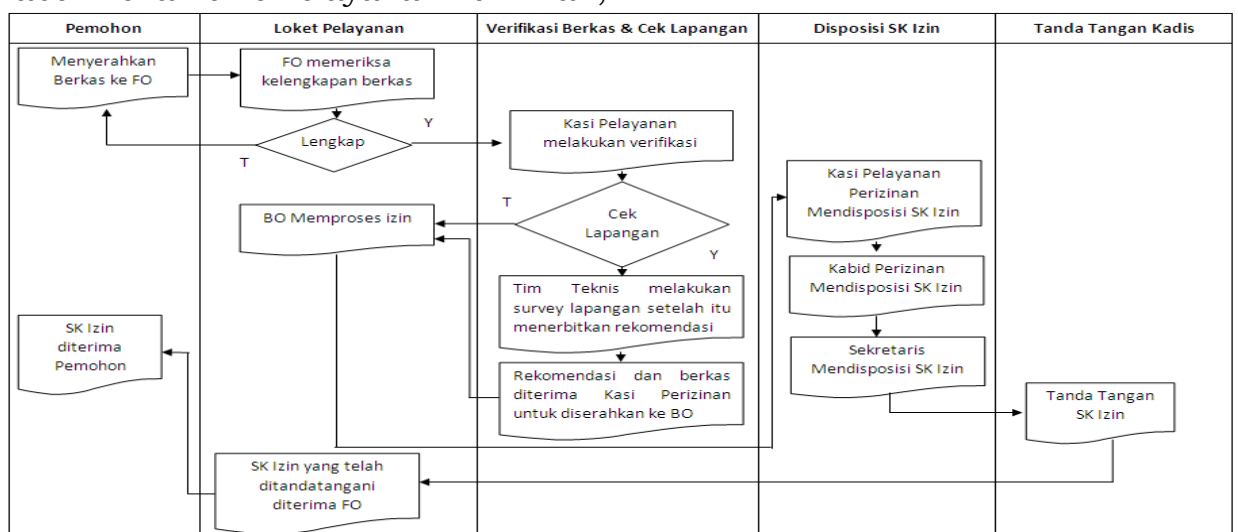 Pemohon
Loket Pelayanan
Verifikasi Berkas & Cek Lapangan
Disposisi SK Izin
Tanda Tangan Kadis
Menyerahkan
Berkas ke FO
FO memeriksa
kelengkapan berkas
Lengkap
Y
T
Kasi Pelayanan
melakukan verifikasi
Cek
Lapangan
T
Y
BO Memproses izin
Tim Teknis melakukan
survey lapangan setelah itu
menerbitkan rekomendasi
Rekomendasi dan berkas
diterima Kasi Perizinan
untuk diserahkan ke BO
Kasi Pelayanan
Perizinan
Mendisposisi SK Izin
Kabid Perizinan
Mendisposisi SK Izin
Sekretaris
Mendisposisi SK Izin
Tanda Tangan
SK Izin
SK Izin yang telah
ditandatangani
diterima FO
SK Izin
diterima
Pemohon